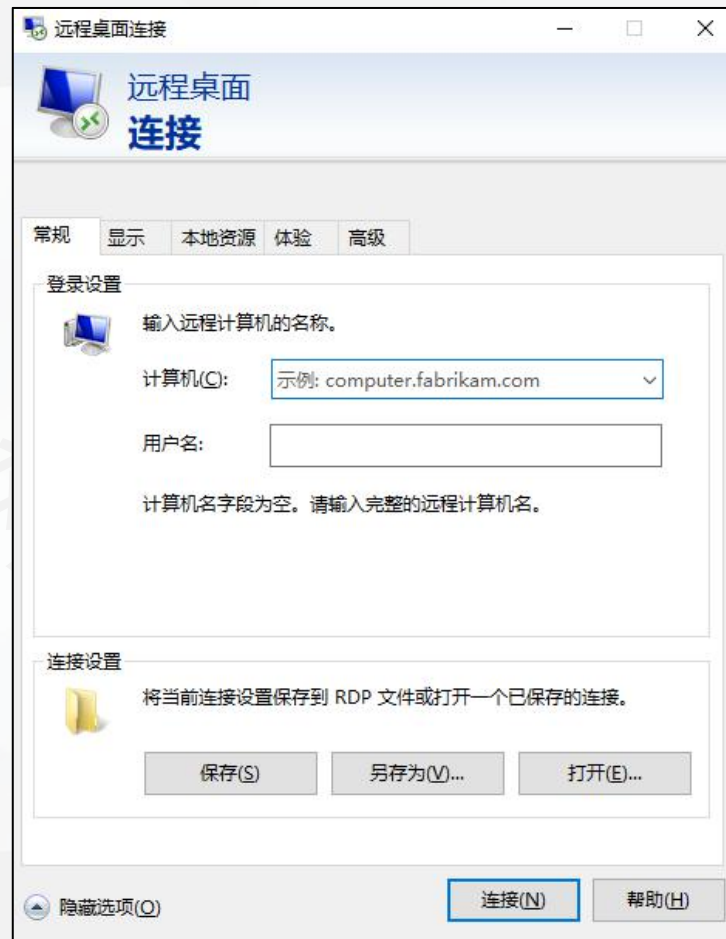 远程桌面连接
远程桌面
连接
常规 显示 本地资源 体验 高级
登录设置
输入远程计算机的名称。
计算机(C): 示例: computer.fabrikam.com
用户名:
计算机名字段为空。请输入完整的远程计算机名。
连接设置
将当前连接设置保存到 RDP 文件或打开一个已保存的连接。
保存(S) 另存为(V)... 打开(E)...
隐藏选项(O) 连接(N) 帮助(H)